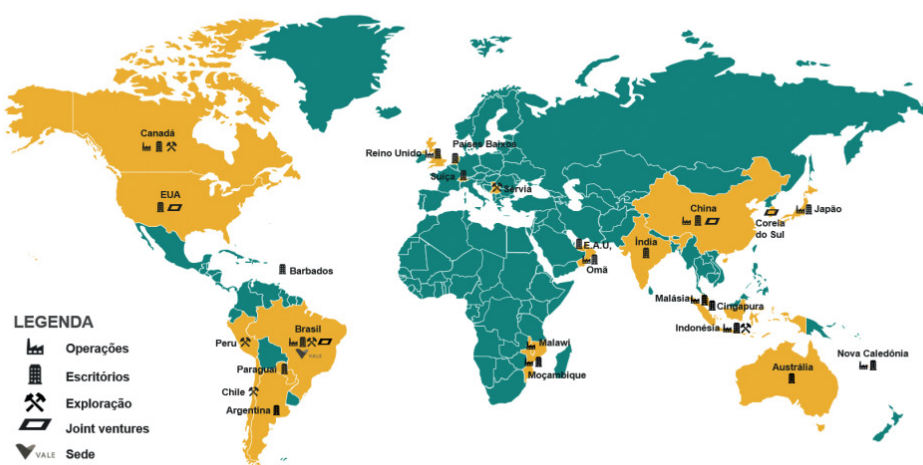 Canadá
EUA
Barbados
Peru
Brasil
VALE
Paraguai
Chile
Argentina
Reino Unido
Países Baixos
Suíça
Sérvia
China
Japão
Coreia
do Sul
Índia
E.A.U,
Omã
Malásia
Cingapura
Indonésia
Malawi
Moçambique
Austrália
Nova Caledónia
LEGENDA
Operações
Escritórios
Exploração
Joint ventures
VALE Sede